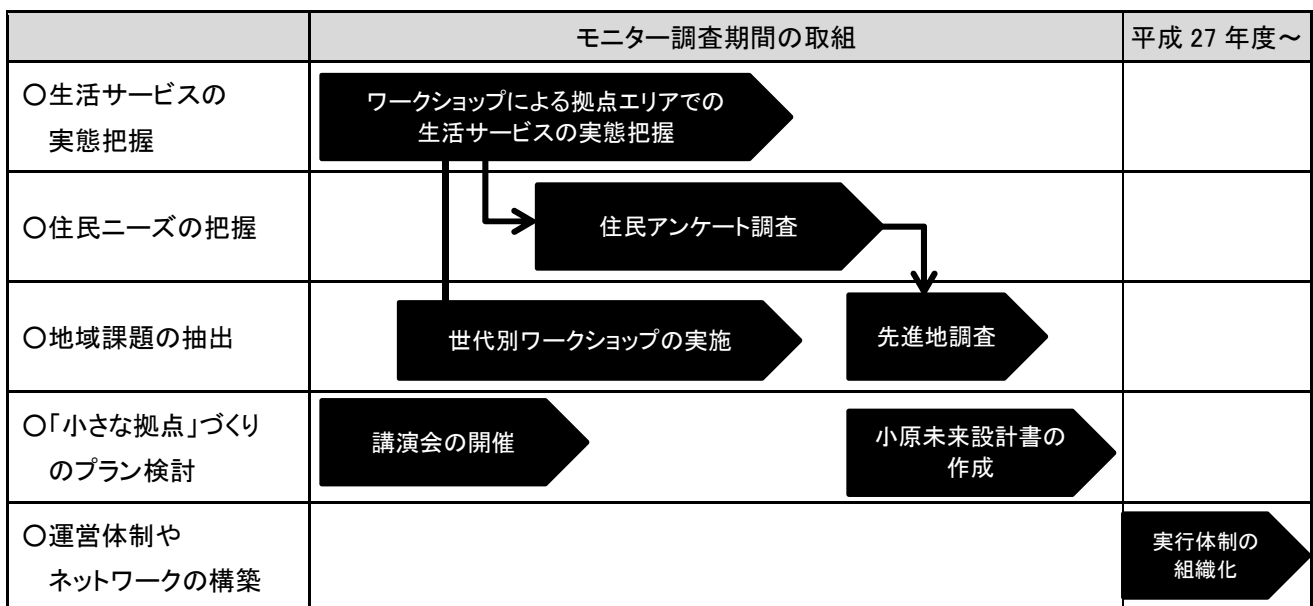 モニター調査期間の取組
平成 27 年度～
○生活サービスの
実態把握
ワークショップによる拠点エリアでの
生活サービスの実態把握
○住民ニーズの把握
住民アンケート調査
○地域課題の抽出
世代別ワークショップの実施
先進地調査
○「小さな拠点」づくり
のプラン検討
講演会の開催
小原未来設計書の
作成
○運営体制や
ネットワークの構築
実行体制の
組織化